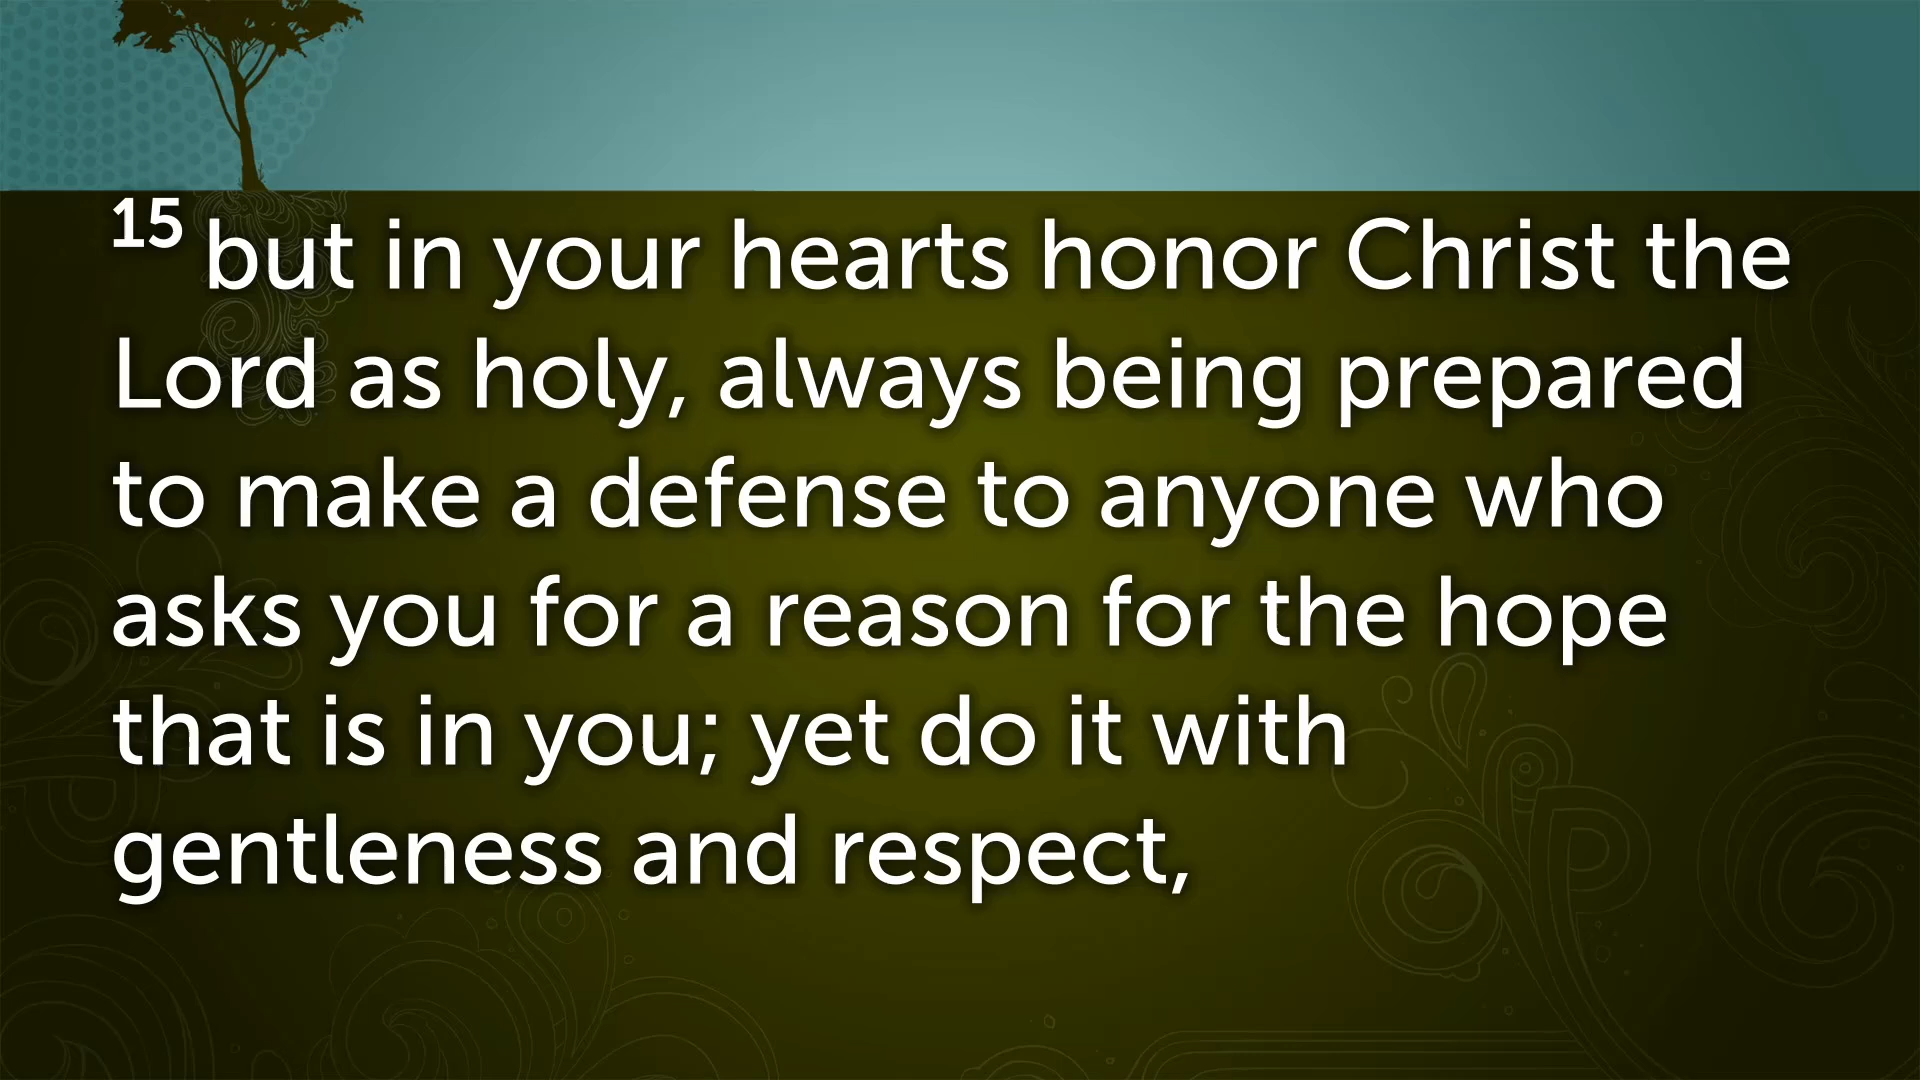 15 but in your hearts honor Christ the
Lord as holy, always being prepared
to make a defense to anyone who
asks you for a reason for the hope
that is in you; yet do it with
gentleness and respect,